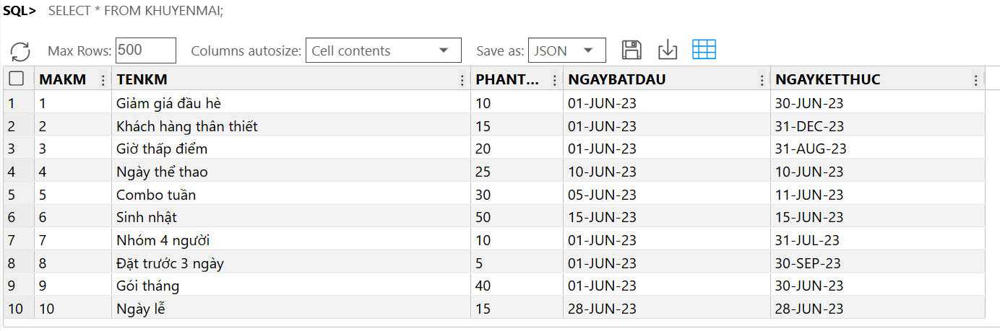 SQL> SELECT * FROM KHUYENMAI;
Max Rows: 500 Columns autosize: Cell contents Save as: JSON
MAKM TENKM PHANT... NGAYBATDAU NGAYKETTHUC
1 1 Giảm giá đầu hè 10 01-JUN-23 30-JUN-23
2 2 Khách hàng thân thiết 15 01-JUN-23 31-DEC-23
3 3 Giờ thấp điểm 20 01-JUN-23 31-AUG-23
4 4 Ngày thể thao 25 10-JUN-23 10-JUN-23
5 5 Combo tuần 30 05-JUN-23 11-JUN-23
6 6 Sinh nhật 50 15-JUN-23 15-JUN-23
7 7 Nhóm 4 người 10 01-JUN-23 31-JUL-23
8 8 Đặt trước 3 ngày 5 01-JUN-23 30-SEP-23
9 9 Gói tháng 40 01-JUN-23 30-JUN-23
10 10 Ngày lễ 15 28-JUN-23 28-JUN-23